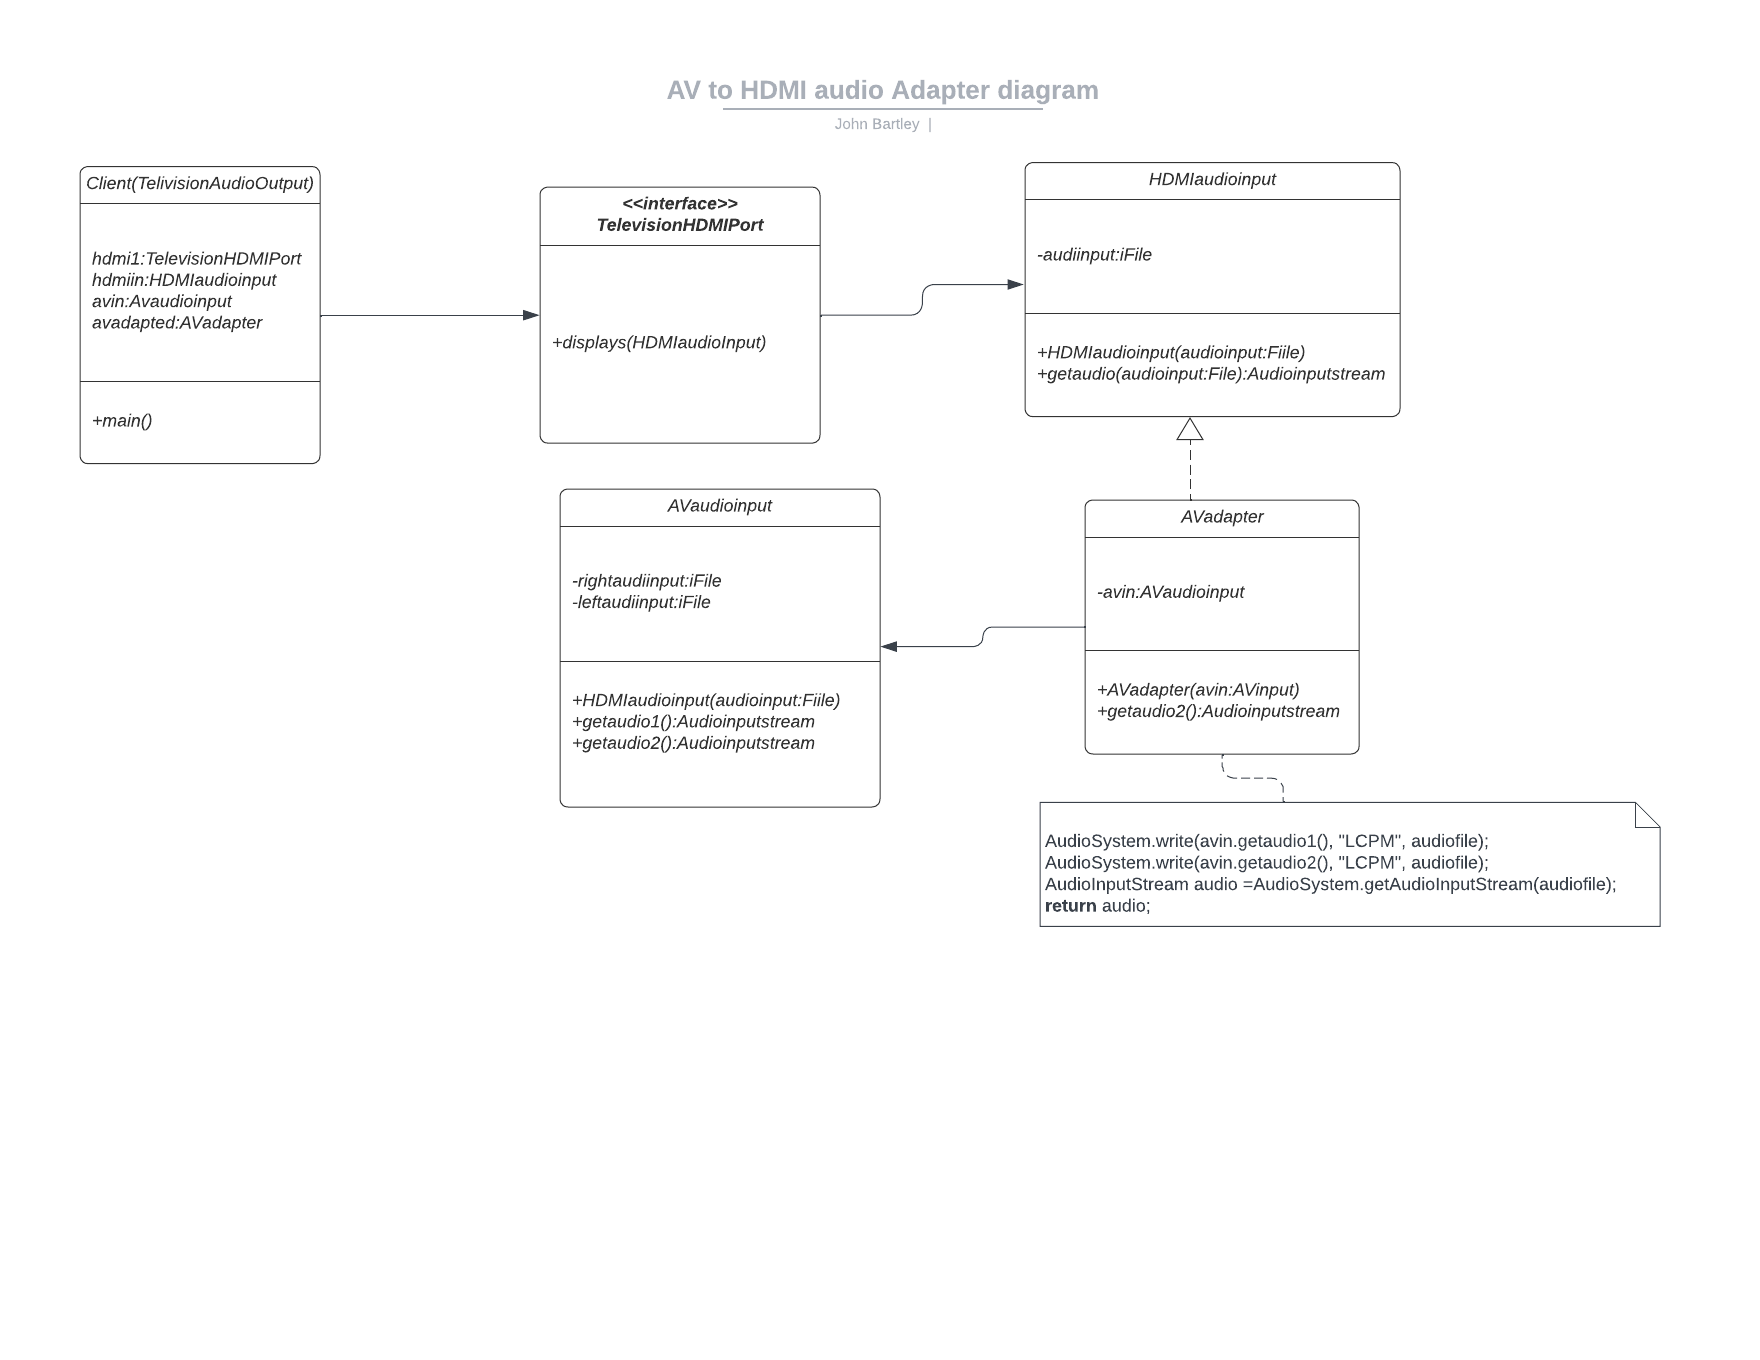 AV to HDMI audio Adapter diagram
John Bartley |
Client(TelivisionAudioOutput)
hdmi1:TelevisionHDMIPort
hdmiin:HDMIaudioinput
avin:Avaudioinput
avadapted:AVadapter
+main()
<<interface>>
TelevisionHDMIPort
+displays(HDMIaudioInput)
HDMIaudioinput
-audiinput:iFile
+HDMIaudioinput(audioinput:Fiile)
+getaudio(audioinput:File):Audioinputstream
AVaudioinput
-rightaudiinput:iFile
-leftaudiinput:iFile
+HDMIaudioinput(audioinput:Fiile)
+getaudio1():Audioinputstream
+getaudio2():Audioinputstream
AVadapter
-avin:AVaudioinput
+AVadapter(avin:AVinput)
+getaudio2():Audioinputstream
AudioSystem.write(avin.getaudio1(), "LCPM", audiofile);
AudioSystem.write(avin.getaudio2(), "LCPM", audiofile);
AudioInputStream audio =AudioSystem.getAudioInputStream(audiofile);
return audio;